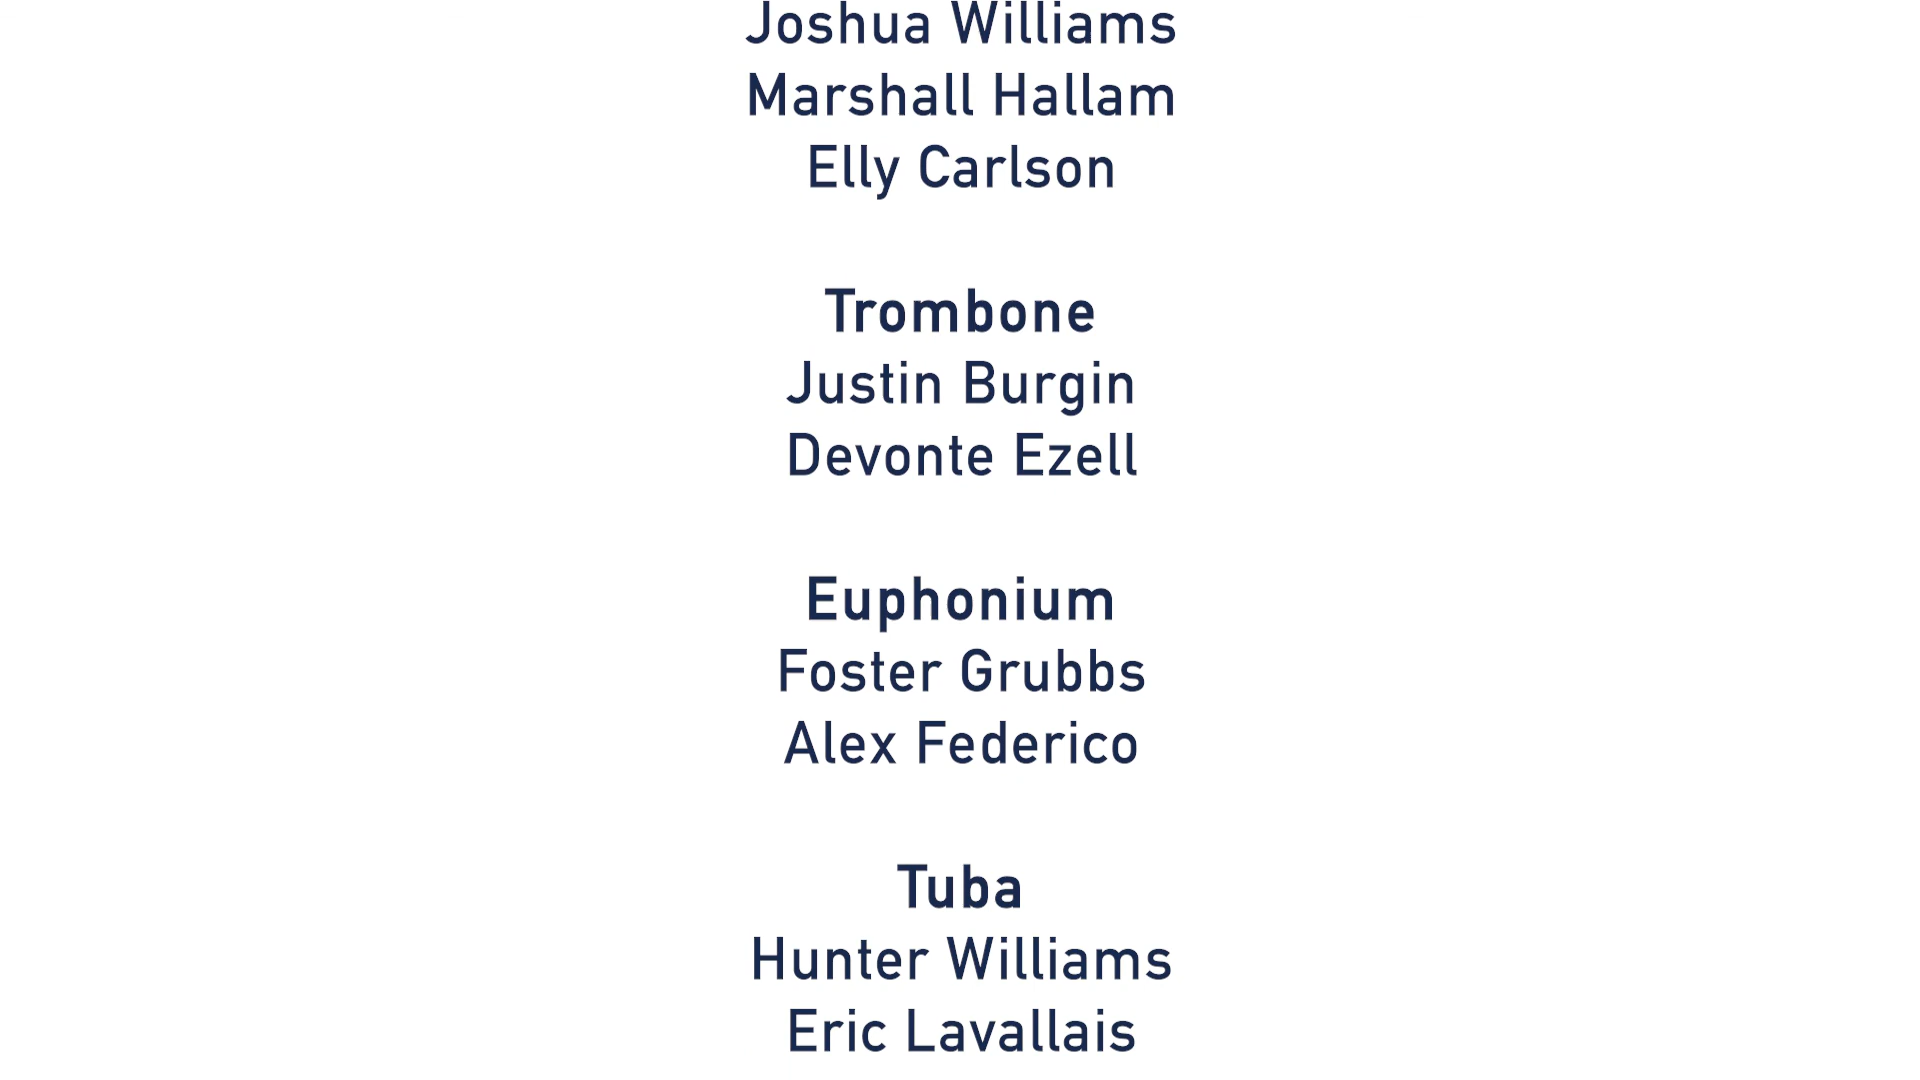 Joshua Williams
Marshall Hallam
Elly Carlson
Trombone
Justin Burgin
Devonte Ezell
Euphonium
Foster Grubbs
Alex Federico
Tuba
Hunter Williams
Eric Lavallais